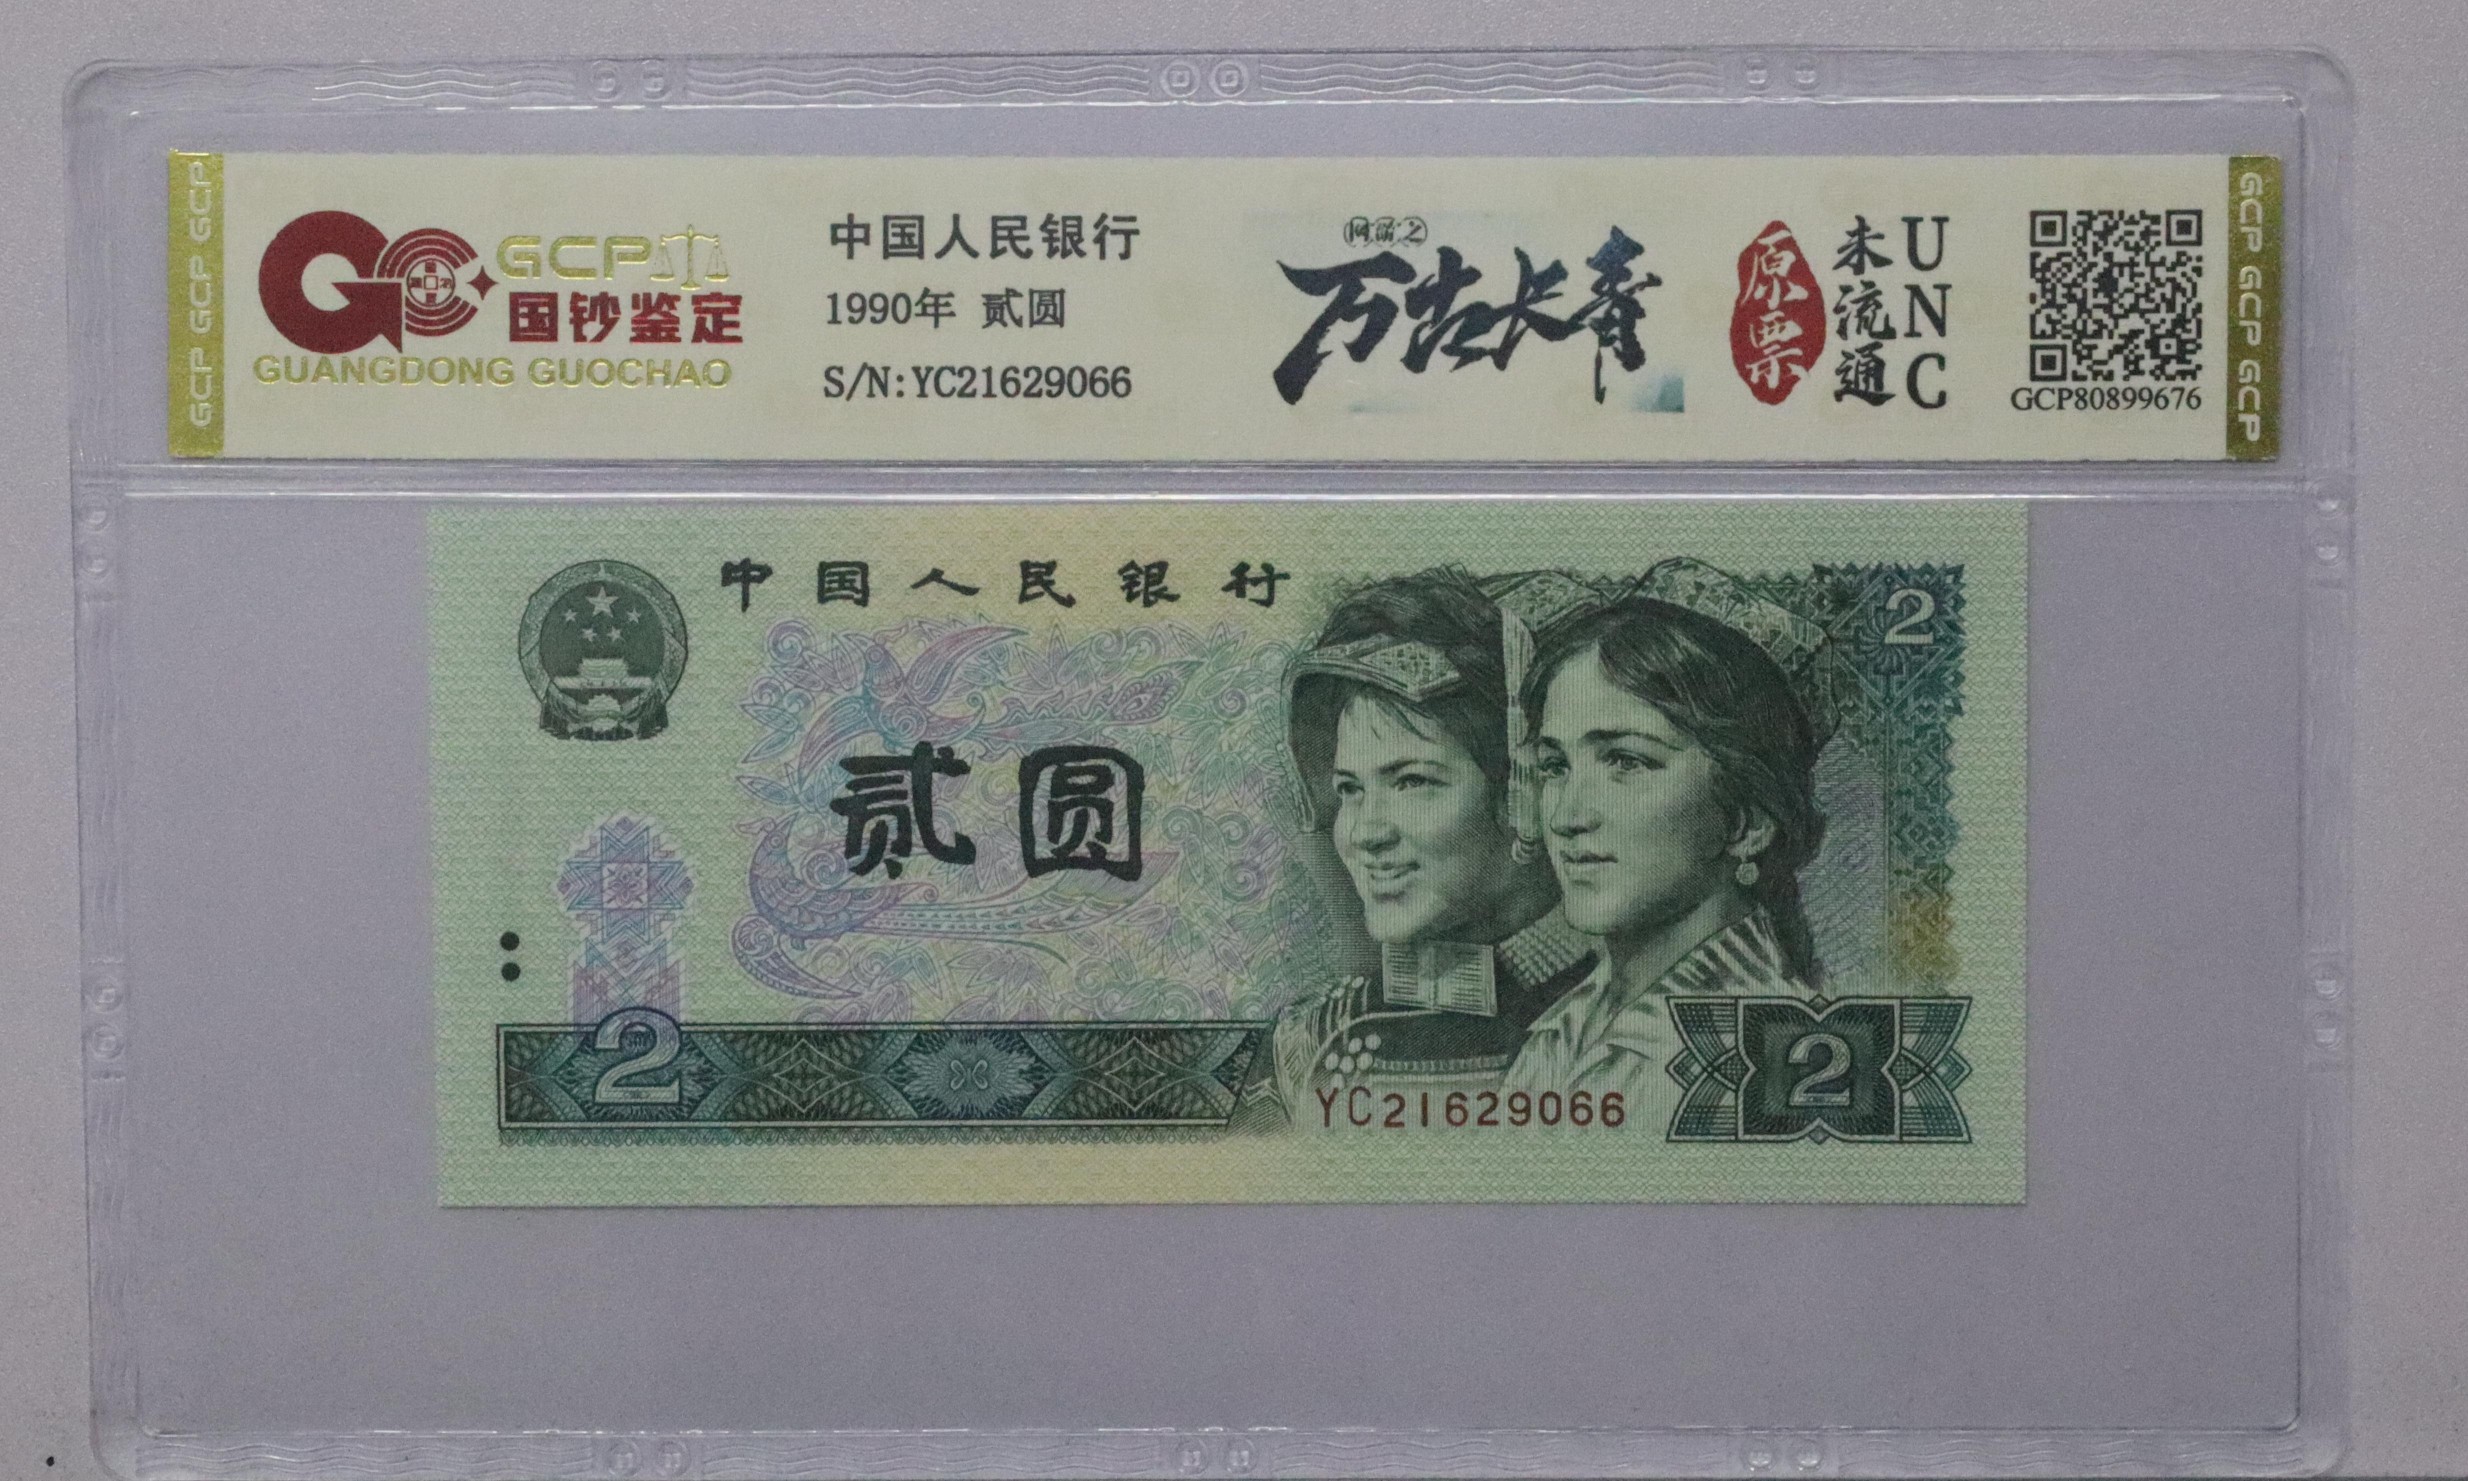 GCP GCP GCP
GCP
国钞鉴定
GUANGDONG GUOCHAO
中国人民银行
1990年 贰圆
S/N:YC21629066
万古长青
原票
未流通
UNC
GCP80899676
GCP GCP GCP
中国人民银行
2
贰圆
2
YC21629066
2